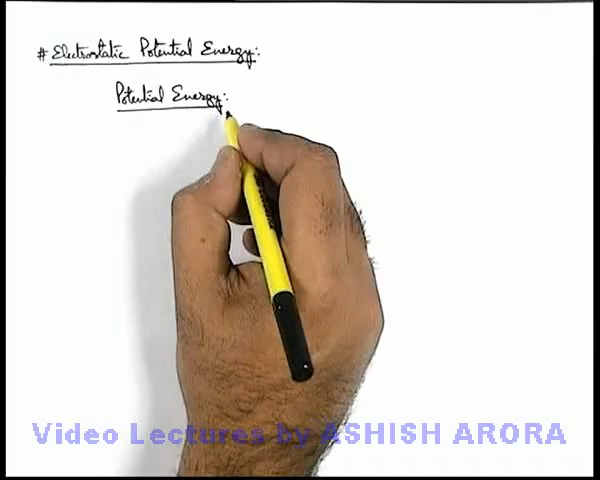 # Electrostatic Potential Energy:
Potential Energy:
Video Lectures by ASHISH ARORA